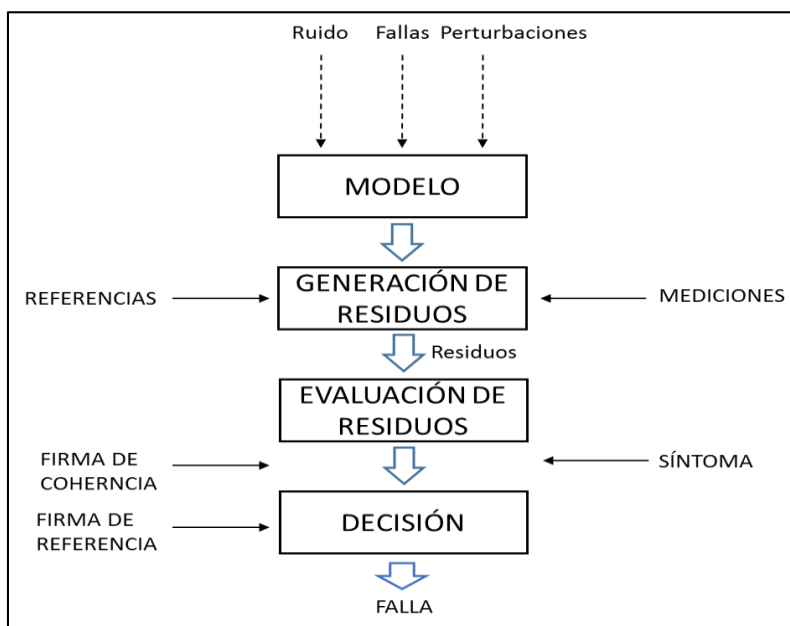 Ruido Fallas Perturbaciones
MODELO
GENERACIÓN DE
RESIDUOS
REFERENCIAS
MEDICIONES
Residuos
EVALUACIÓN DE
RESIDUOS
FIRMA DE
COHERNCIA
SÍNTOMA
DECISIÓN
FIRMA DE
REFERENCIA
FALLA